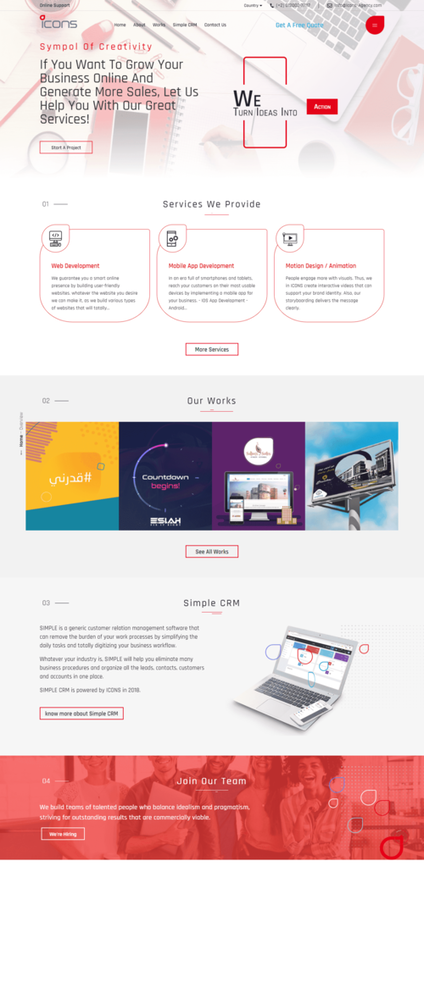 Online Support
Country
icons
Home About Works Simple CRM Contact Us
Get A Free Quote
Sympol Of Creativity
If You Want To Grow Your
Business Online And
Generate More Sales, Let Us
Help You With Our Great
Services!
Start A Project
We
Turn Ideas Into
Action
01
Services We Provide
Web Development
We guarantee you a smart online
presence by building user-friendly
websites, whatever the website you desire
we can make it, as we build various types
of websites that will totally..
Mobile App Development
In an era full of smartphones and tablets,
reach your customers on their most usable
devices by implementing a mobile app for
your business. - iOS App Development -
Android..
Motion Design / Animation
People engage more with visuals. Thus, we
in ICONS create interactive videos that can
support your brand identity. Also, our
storyboarding delivers the message
clearly.
More Services
02
Our Works
Home - Overview
#قدرني
Countdown
begins!
ESIAH
See All Works
03
Simple CRM
SIMPLE is a generic customer relation management software that
can remove the burden of your work processes by simplifying the
daily tasks and totally digitizing your business workflow.
Whatever your industry is, SIMPLE will help you eliminate many
business procedures and organize all the leads, contacts, customers
and accounts in one place.
SIMPLE CRM is powered by ICONS in 2018.
know more about Simple CRM
04
Join Our Team
We build teams of talented people who balance idealism and pragmatism,
striving for outstanding results that are commercially viable.
We're Hiring